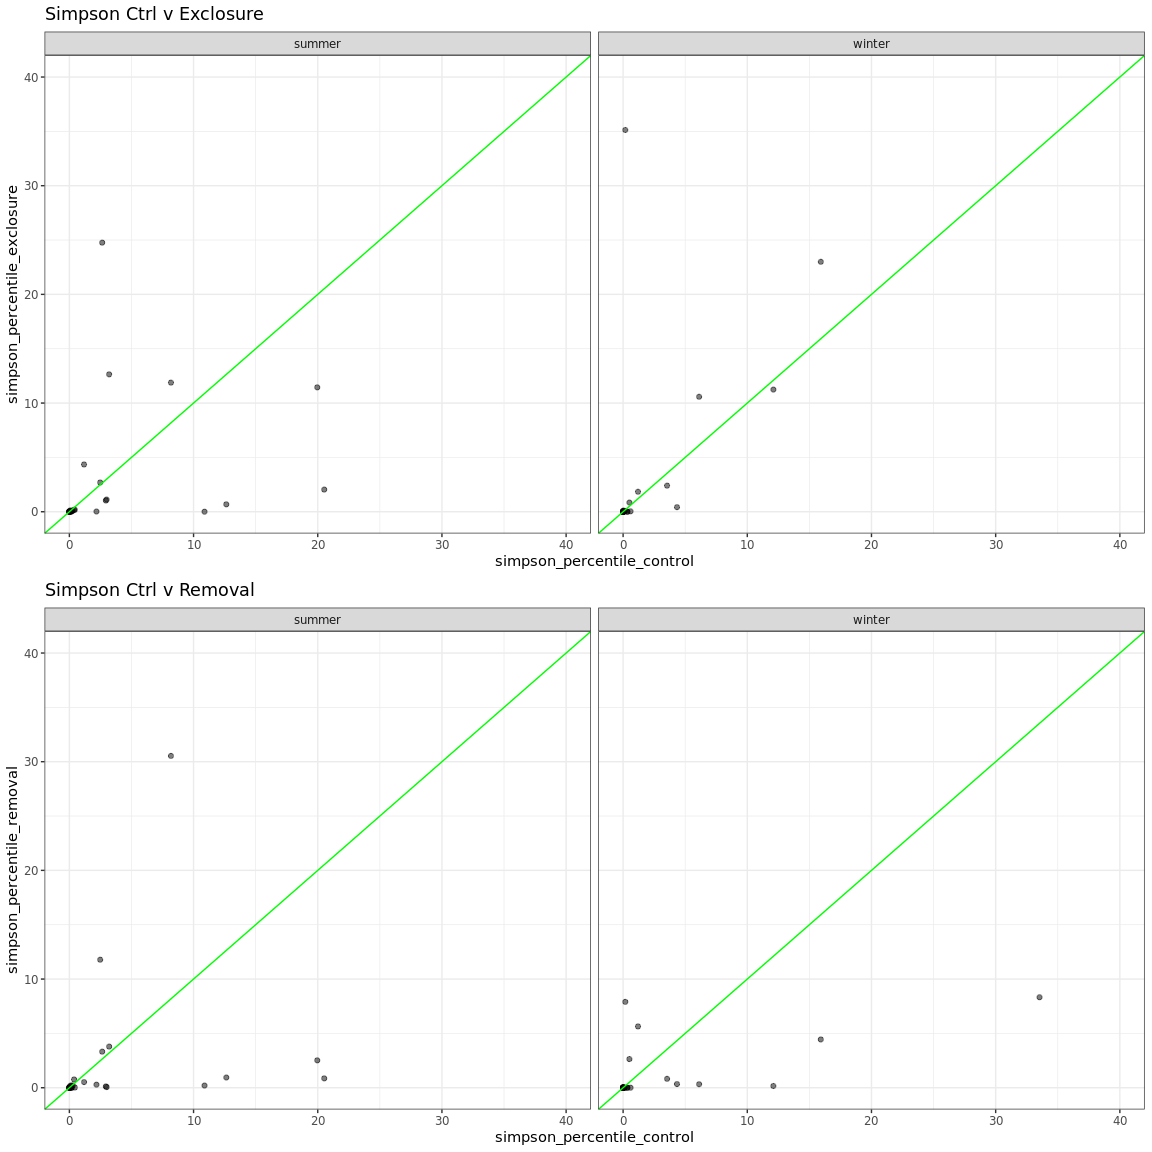 Simpson Ctrl v Exclosure
summer winter
40
30
20
10
0
simpson_percentile_exclosure
0 10 20 30 40 0 10 20 30 40
simpson_percentile_control
Simpson Ctrl v Removal
summer winter
40
30
20
10
0
simpson_percentile_removal
0 10 20 30 40 0 10 20 30 40
simpson_percentile_control